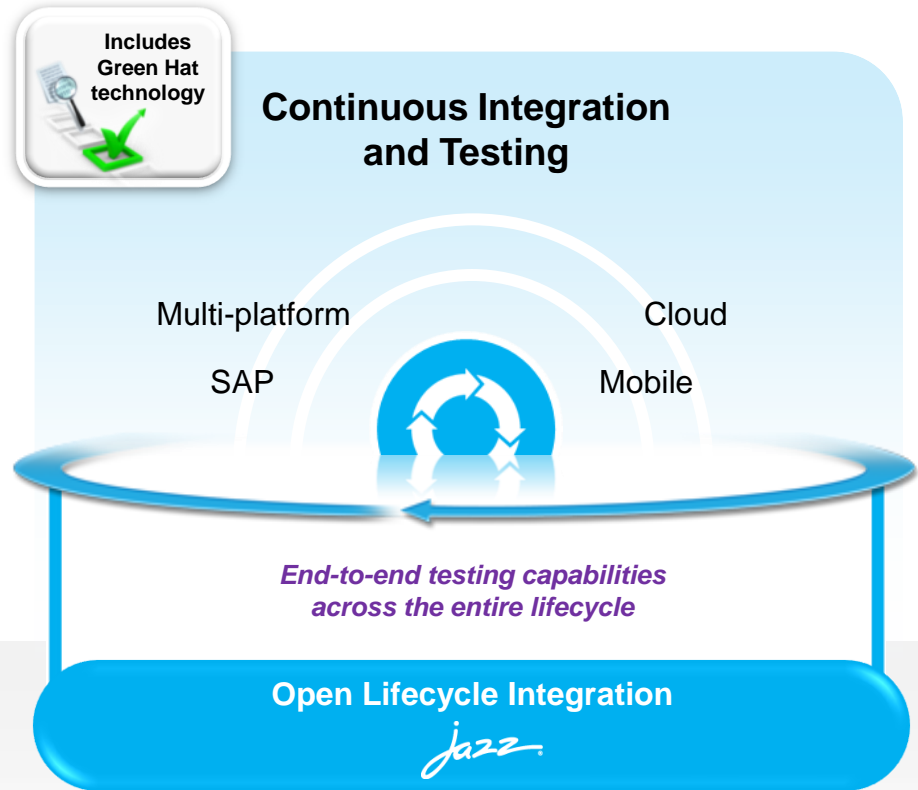 Includes
Green Hat
technology
Continuous Integration
and Testing
Multi-platform
Cloud
SAP
Mobile
End-to-end testing capabilities
across the entire lifecycle
Open Lifecycle Integration
jazz